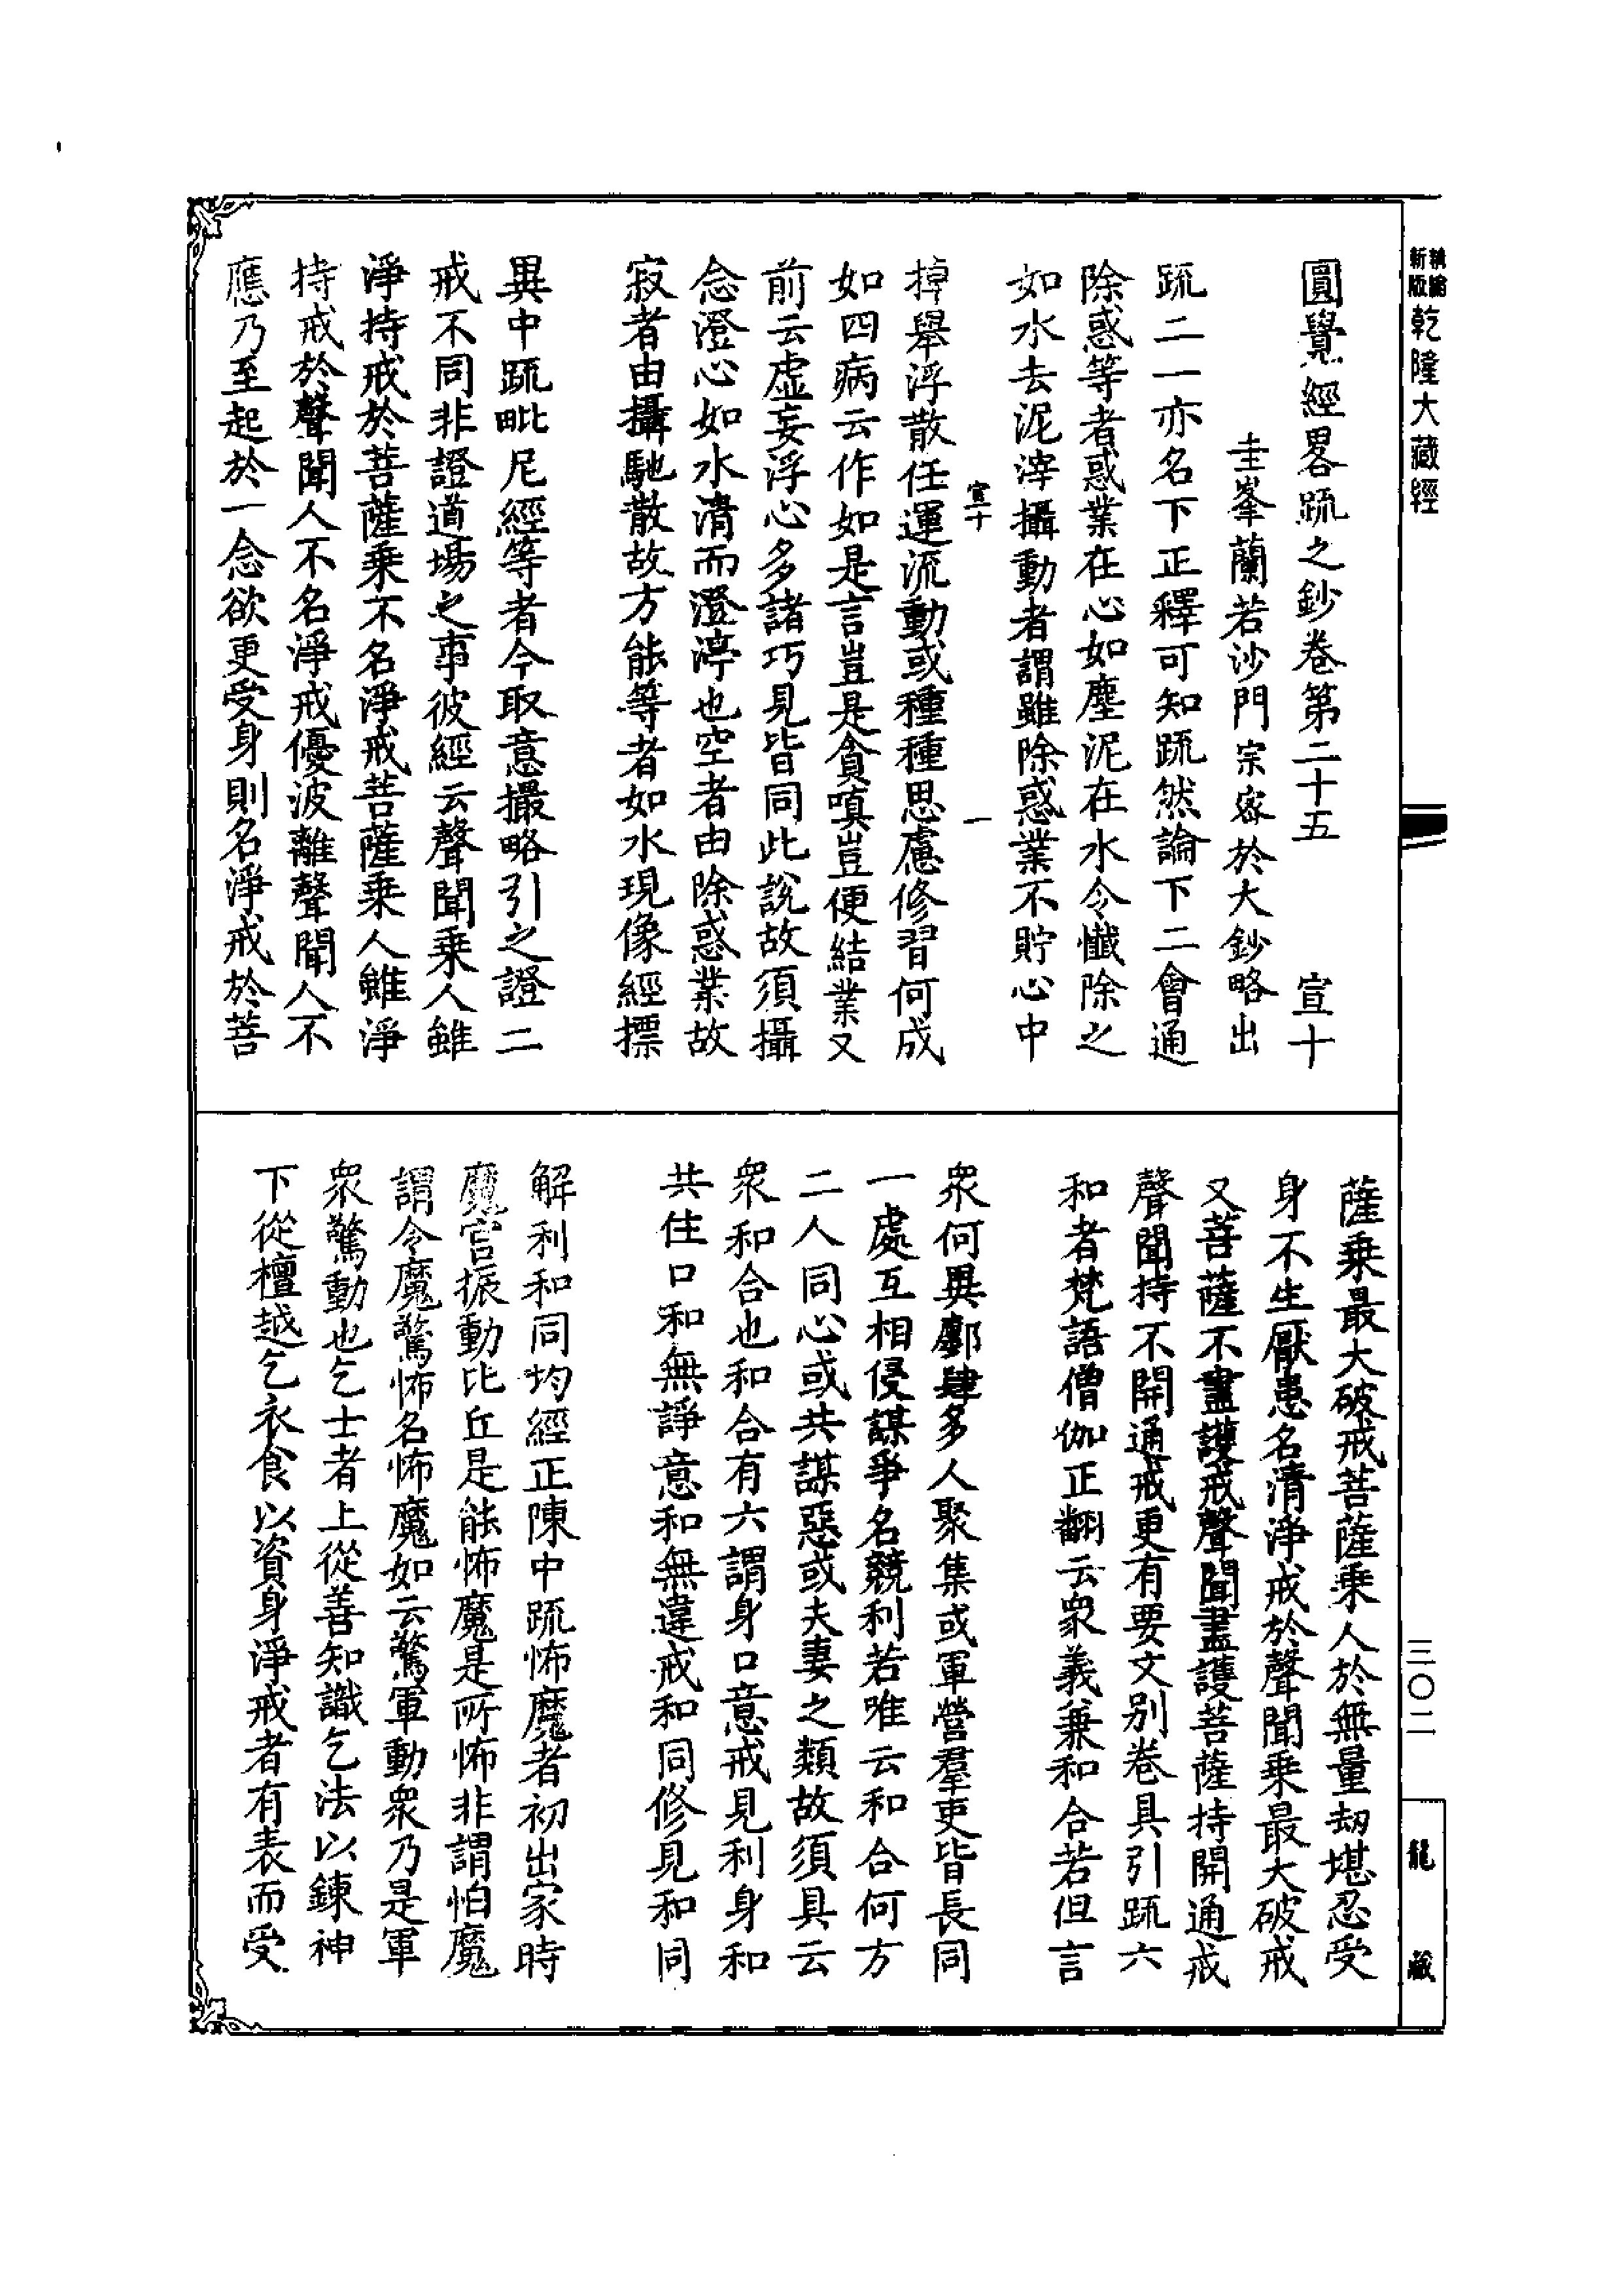 新編縮版乾隆大藏經
圓覺經畧疏之鈔卷第二十五 宣十
圭峯蘭若沙門宗密於大鈔略出
疏二一亦名下正釋可知疏然論下二會通
除惑等者惑業在心如塵泥在水令懺除之
如水去泥滓攝動者謂雖除惑業不貯心中
宣十 一
掉舉浮散任運流動或種種思慮修習何成
如四病云作如是言豈是貪嗔豈便結業又
前云虛妄浮心多諸巧見皆同此說故須攝
念澄心如水清而澄渟也空者由除惑業故
寂者由攝馳散故方能等者如水現像經摽
異中疏毗尼經等者今取意撮略引之證二
戒不同非證道場之事彼經云聲聞乘人雖
淨持戒於菩薩乘不名淨戒菩薩乘人雖淨
持戒於聲聞人不名淨戒優波離聲聞人不
應乃至起於一念欲更受身則名淨戒於菩
薩乘最大破戒菩薩乘人於無量劫堪忍受
身不生厭患名清淨戒於聲聞乘最大破戒
又菩薩不盡護戒聲聞盡護菩薩持開通戒
聲聞持不開通戒更有要文別卷具引疏六
和者梵語僧伽正翻云衆義兼和合若但言
衆何異鄽肆多人聚集或軍營羣吏皆長同
一處互相侵謀爭名競利若唯云和合何方
二人同心或共謀惡或夫妻之類故須具云
衆和合也和合有六謂身口意戒見利身和
共住口和無諍意和無違戒和同修見和同
解利和同均經正陳中疏怖魔者初出家時
魔宮振動比丘是能怖魔是所怖非謂怕魔
謂令魔驚怖名怖魔如云驚軍動衆乃是軍
衆驚動也乞士者上從善知識乞法以鍊神
下從檀越乞衣食以資身淨戒者有表而受
三〇二
龍藏